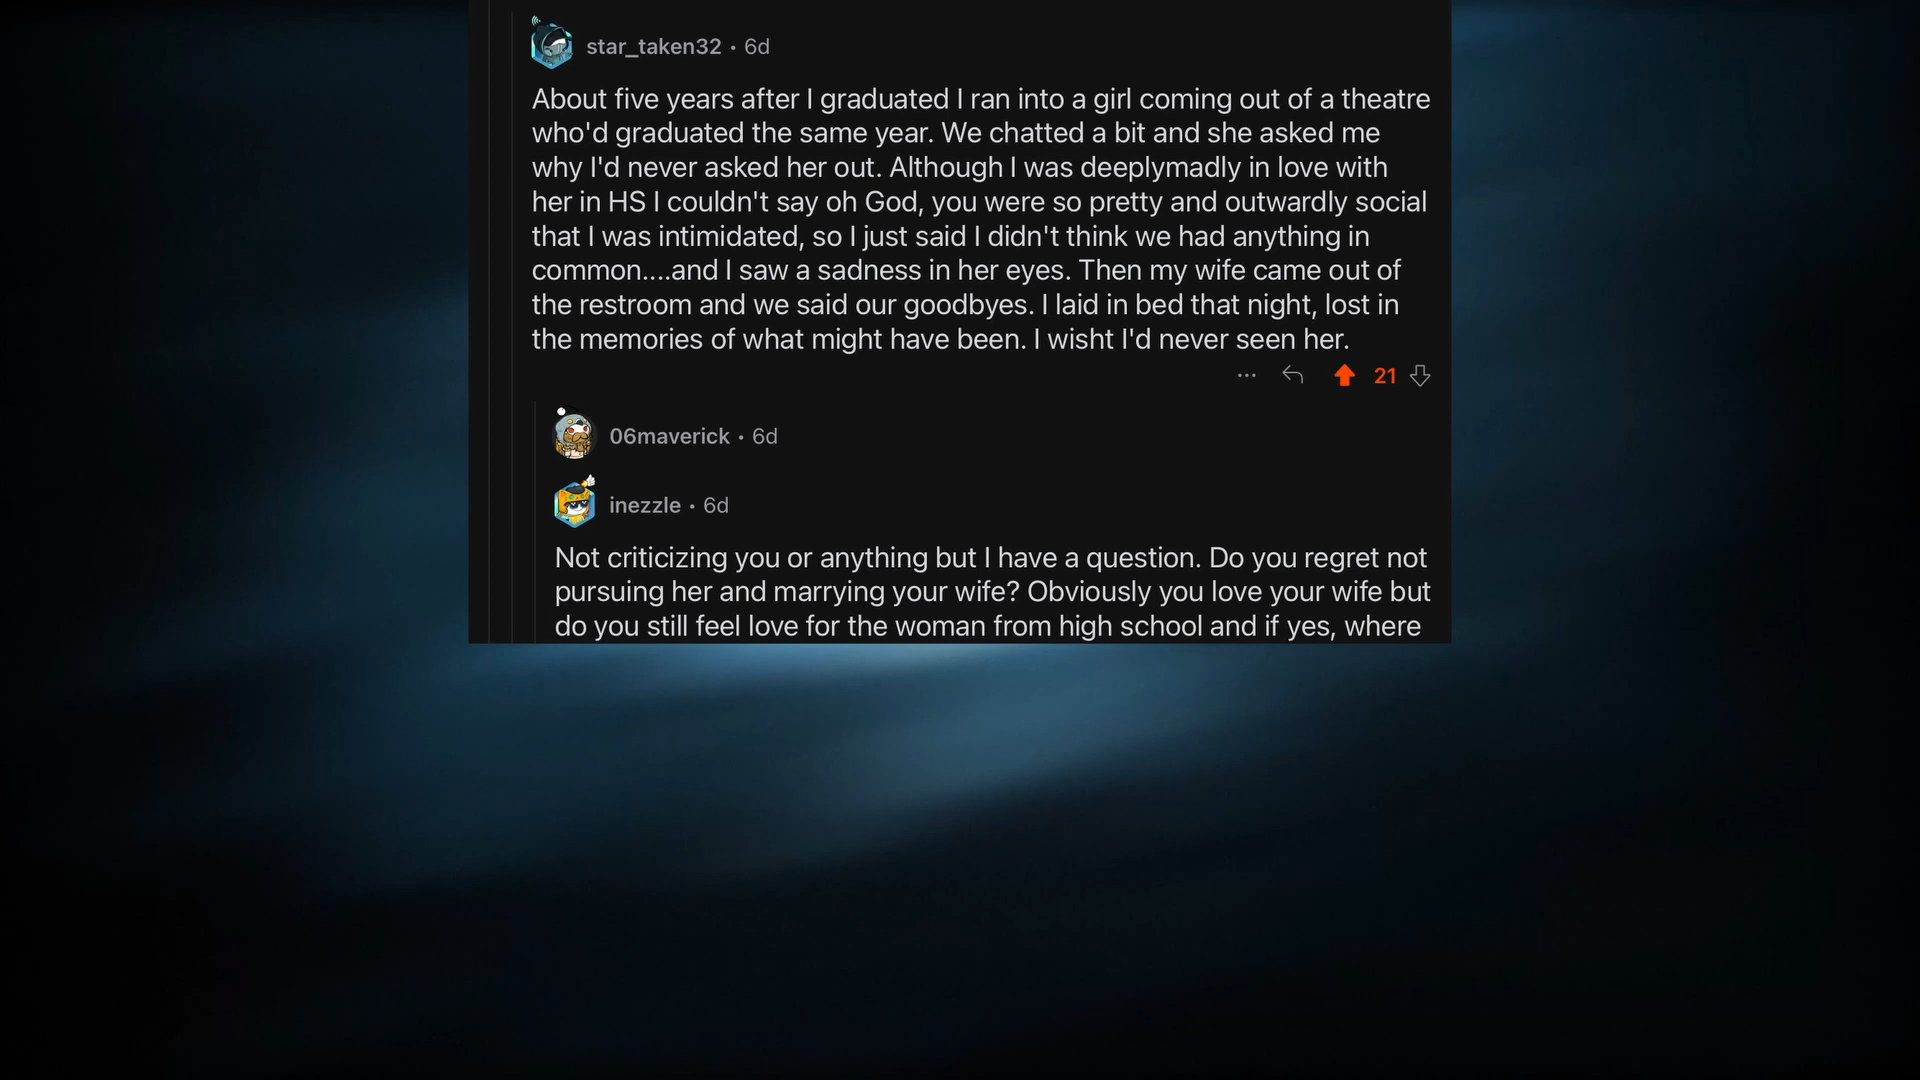 star_taken32 • 6d
About five years after I graduated I ran into a girl coming out of a theatre
who'd graduated the same year. We chatted a bit and she asked me
why I'd never asked her out. Although I was deeplymadly in love with
her in HS I couldn't say oh God, you were so pretty and outwardly social
that I was intimidated, so I just said I didn't think we had anything in
common....and I saw a sadness in her eyes. Then my wife came out of
the restroom and we said our goodbyes. I laid in bed that night, lost in
the memories of what might have been. I wisht I'd never seen her.
21
06maverick • 6d
inezzle • 6d
Not criticizing you or anything but I have a question. Do you regret not
pursuing her and marrying your wife? Obviously you love your wife but
do you still feel love for the woman from high school and if yes, where